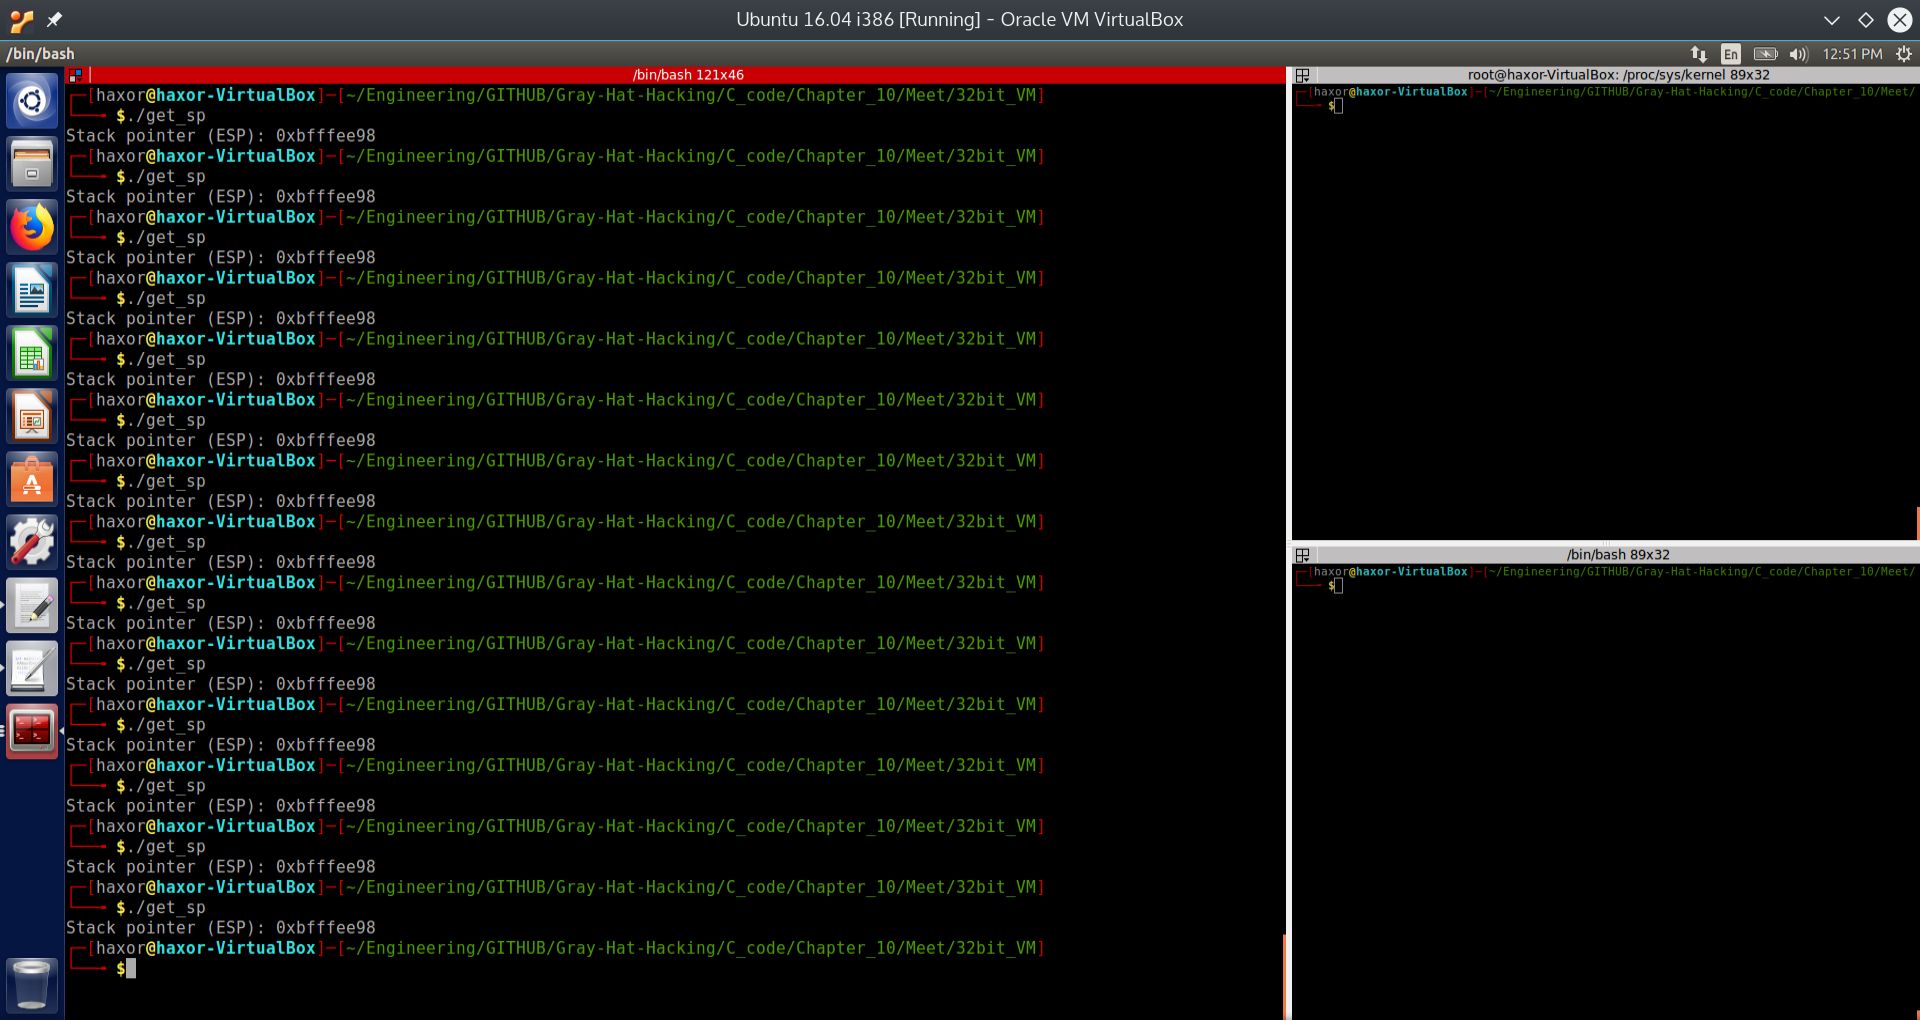 Ubuntu 16.04 i386 [Running] - Oracle VM VirtualBox
/bin/bash
En
12:51 PM
/bin/bash 121x46
[haxor@haxor-VirtualBox]-[~/Engineering/GITHUB/Gray-Hat-Hacking/C_code/Chapter_10/Meet/32bit_VM]
$./get_sp
Stack pointer (ESP): 0xbfffee98
[haxor@haxor-VirtualBox]-[~/Engineering/GITHUB/Gray-Hat-Hacking/C_code/Chapter_10/Meet/32bit_VM]
$./get_sp
Stack pointer (ESP): 0xbfffee98
[haxor@haxor-VirtualBox]-[~/Engineering/GITHUB/Gray-Hat-Hacking/C_code/Chapter_10/Meet/32bit_VM]
$./get_sp
Stack pointer (ESP): 0xbfffee98
[haxor@haxor-VirtualBox]-[~/Engineering/GITHUB/Gray-Hat-Hacking/C_code/Chapter_10/Meet/32bit_VM]
$./get_sp
Stack pointer (ESP): 0xbfffee98
[haxor@haxor-VirtualBox]-[~/Engineering/GITHUB/Gray-Hat-Hacking/C_code/Chapter_10/Meet/32bit_VM]
$./get_sp
Stack pointer (ESP): 0xbfffee98
[haxor@haxor-VirtualBox]-[~/Engineering/GITHUB/Gray-Hat-Hacking/C_code/Chapter_10/Meet/32bit_VM]
$./get_sp
Stack pointer (ESP): 0xbfffee98
[haxor@haxor-VirtualBox]-[~/Engineering/GITHUB/Gray-Hat-Hacking/C_code/Chapter_10/Meet/32bit_VM]
$./get_sp
Stack pointer (ESP): 0xbfffee98
[haxor@haxor-VirtualBox]-[~/Engineering/GITHUB/Gray-Hat-Hacking/C_code/Chapter_10/Meet/32bit_VM]
$./get_sp
Stack pointer (ESP): 0xbfffee98
[haxor@haxor-VirtualBox]-[~/Engineering/GITHUB/Gray-Hat-Hacking/C_code/Chapter_10/Meet/32bit_VM]
$./get_sp
Stack pointer (ESP): 0xbfffee98
[haxor@haxor-VirtualBox]-[~/Engineering/GITHUB/Gray-Hat-Hacking/C_code/Chapter_10/Meet/32bit_VM]
$./get_sp
Stack pointer (ESP): 0xbfffee98
[haxor@haxor-VirtualBox]-[~/Engineering/GITHUB/Gray-Hat-Hacking/C_code/Chapter_10/Meet/32bit_VM]
$./get_sp
Stack pointer (ESP): 0xbfffee98
[haxor@haxor-VirtualBox]-[~/Engineering/GITHUB/Gray-Hat-Hacking/C_code/Chapter_10/Meet/32bit_VM]
$./get_sp
Stack pointer (ESP): 0xbfffee98
[haxor@haxor-VirtualBox]-[~/Engineering/GITHUB/Gray-Hat-Hacking/C_code/Chapter_10/Meet/32bit_VM]
$./get_sp
Stack pointer (ESP): 0xbfffee98
[haxor@haxor-VirtualBox]-[~/Engineering/GITHUB/Gray-Hat-Hacking/C_code/Chapter_10/Meet/32bit_VM]
$./get_sp
Stack pointer (ESP): 0xbfffee98
[haxor@haxor-VirtualBox]-[~/Engineering/GITHUB/Gray-Hat-Hacking/C_code/Chapter_10/Meet/32bit_VM]
$
root@haxor-VirtualBox: /proc/sys/kernel 89x32
[haxor@haxor-VirtualBox]-[~/Engineering/GITHUB/Gray-Hat-Hacking/C_code/Chapter_10/Meet/
$
/bin/bash 89x32
[haxor@haxor-VirtualBox]-[~/Engineering/GITHUB/Gray-Hat-Hacking/C_code/Chapter_10/Meet/
$